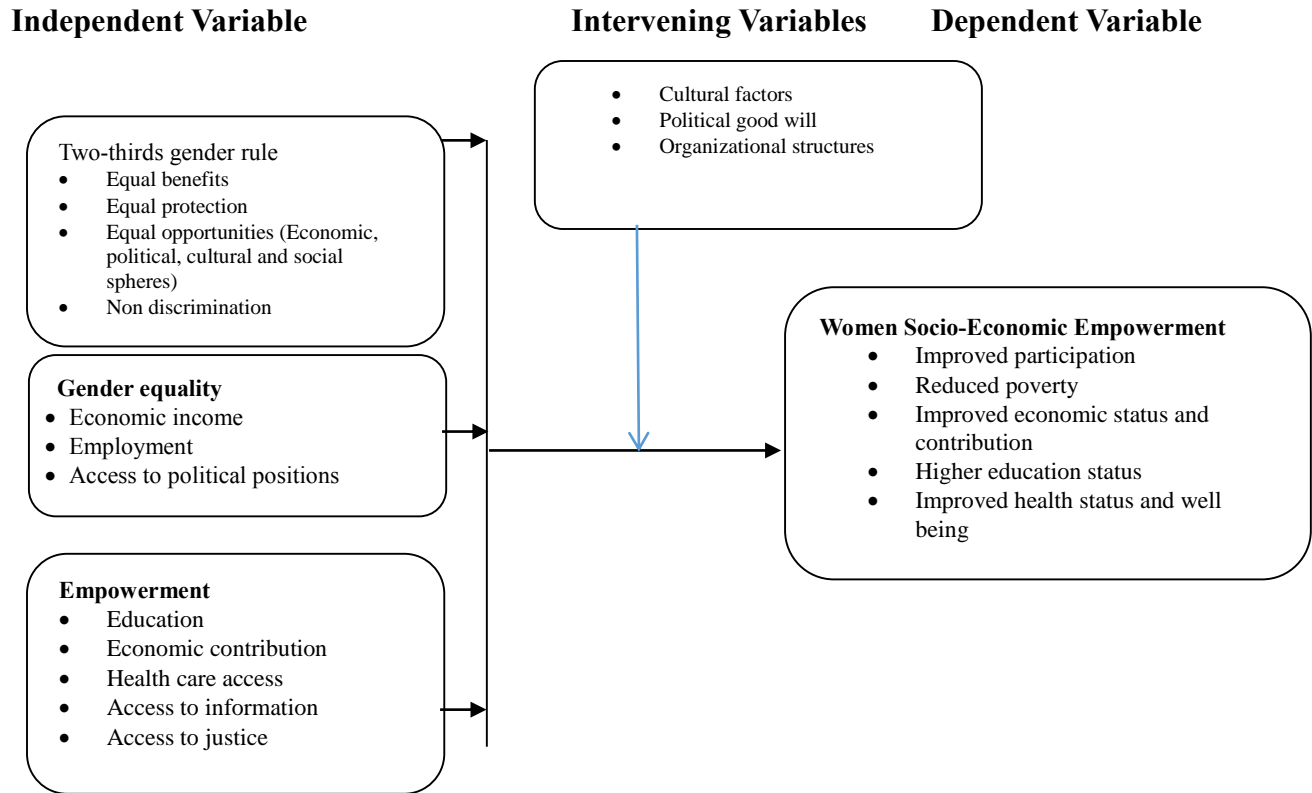 Independent Variable
Intervening Variables
Dependent Variable
• Cultural factors
• Political good will
• Organizational structures
Two-thirds gender rule
• Equal benefits
• Equal protection
• Equal opportunities (Economic,
political, cultural and social
spheres)
• Non discrimination
Gender equality
• Economic income
• Employment
• Access to political positions
Empowerment
• Education
• Economic contribution
• Health care access
• Access to information
• Access to justice
Women Socio-Economic Empowerment
• Improved participation
• Reduced poverty
• Improved economic status and
contribution
• Higher education status
• Improved health status and well
being